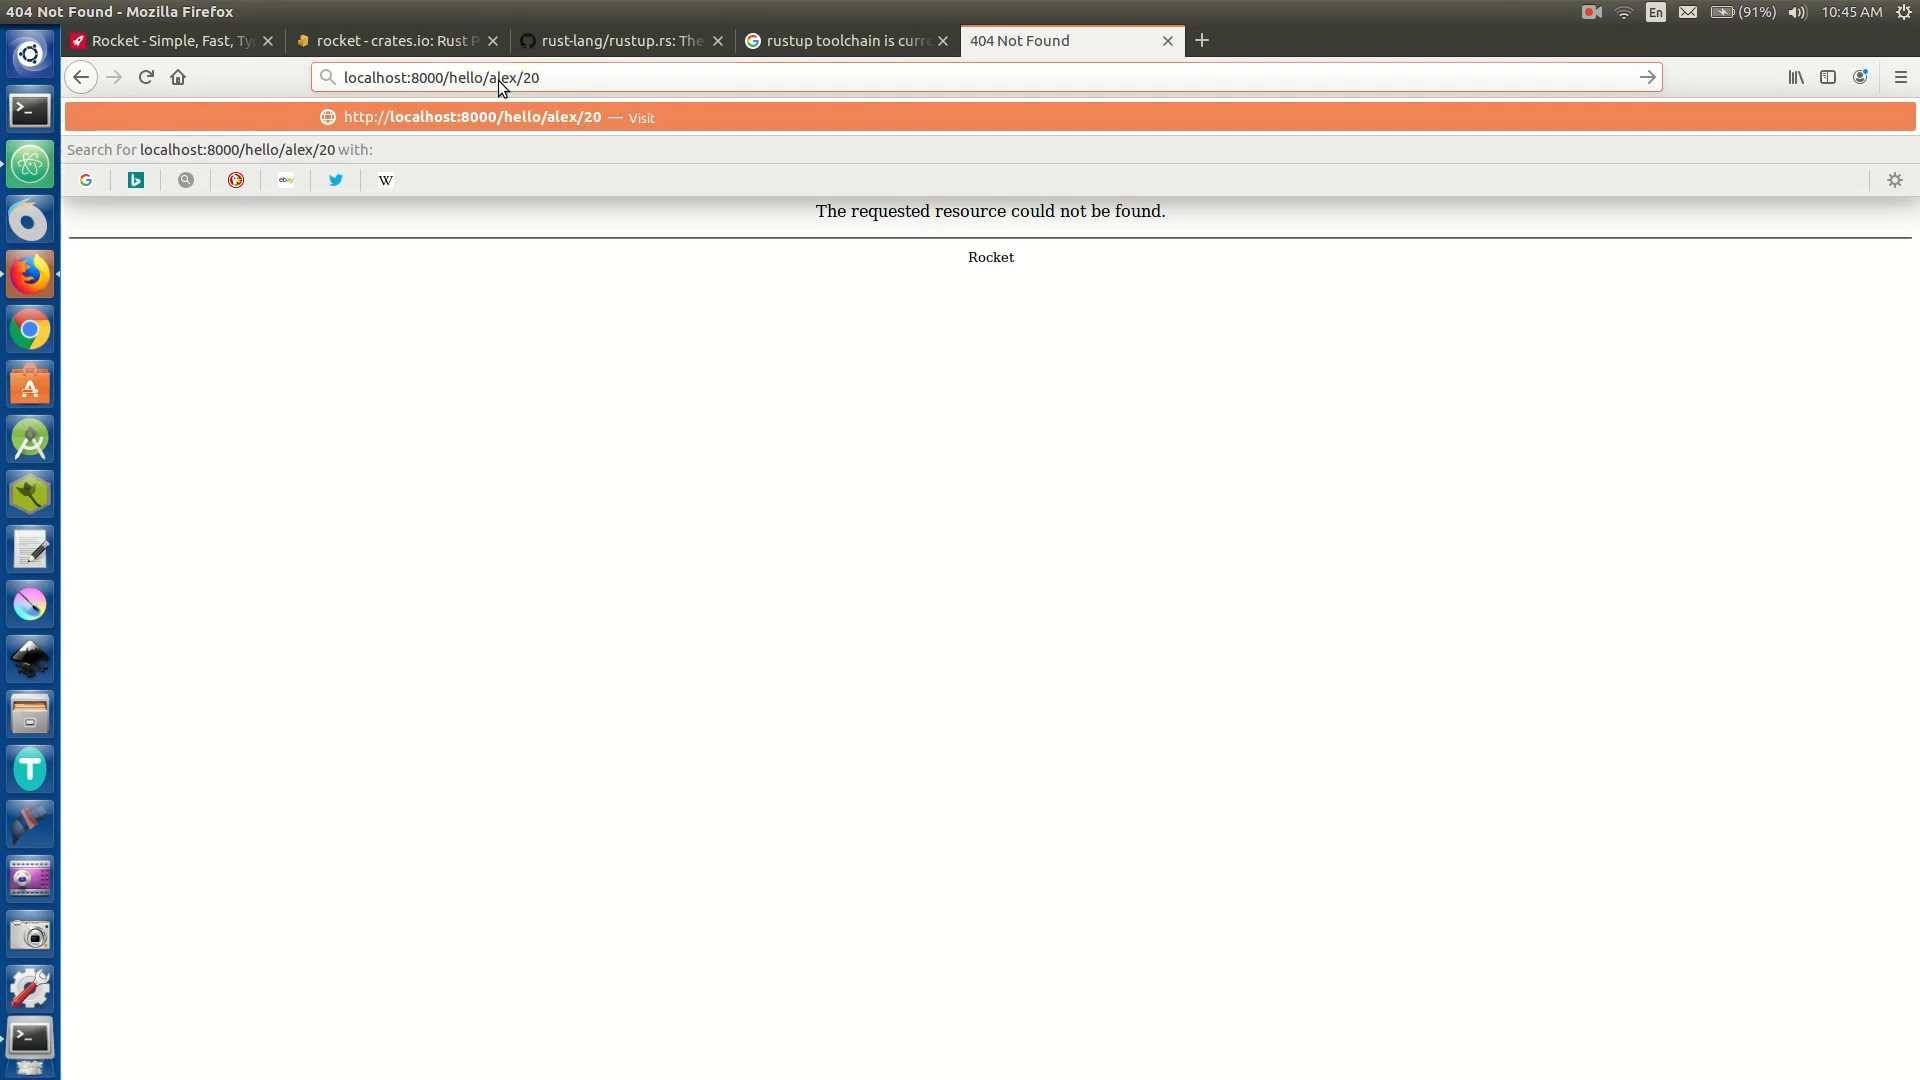 404 Not Found - Mozilla Firefox
En (91%) 10:45 AM
Rocket - Simple, Fast, Ty
rocket - crates.io: Rust P
rust-lang/rustup.rs: The
rustup toolchain is curre
404 Not Found
localhost:8000/hello/alex/20
http://localhost:8000/hello/alex/20 — Visit
Search for localhost:8000/hello/alex/20 with:
ebay
W
The requested resource could not be found.
Rocket